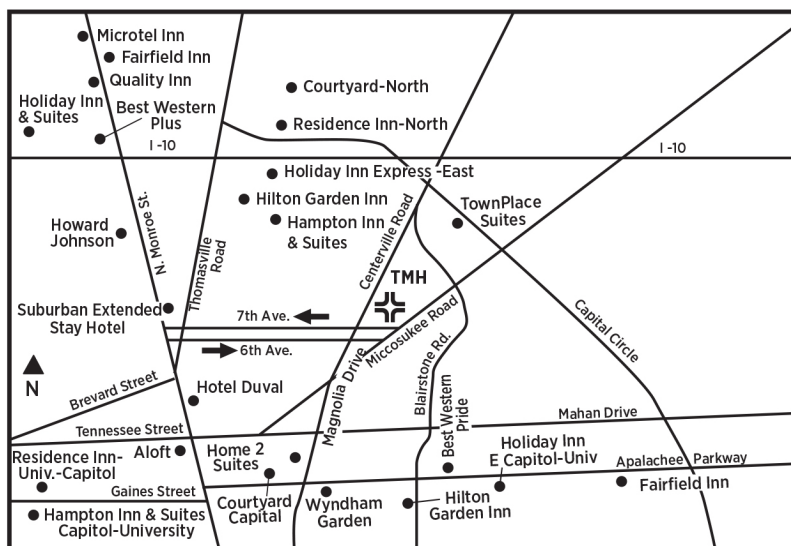 Microtel Inn
Fairfield Inn
Quality Inn
Holiday Inn
& Suites
Best Western
Plus
Courtyard-North
Residence Inn-North
I -10
I -10
Holiday Inn Express -East
Hilton Garden Inn
Hampton Inn
& Suites
TownPlace
Suites
Howard
Johnson
N. Monroe St.
Thomasville
Road
Centerville Road
TMH
Suburban Extended
Stay Hotel
7th Ave.
6th Ave.
Miccosukee Road
Capital Circle
N
Brevard Street
Hotel Duval
Magnolia Drive
Blairstone Rd.
Best Western
Pride
Mahan Drive
Tennessee Street
Residence Inn-
Univ.-Capitol
Aloft
Home 2
Suites
Holiday Inn
E Capitol-Univ
Apalachee Parkway
Fairfield Inn
Gaines Street
Courtyard
Capital
Wyndham
Garden
Hilton
Garden Inn
Hampton Inn & Suites
Capitol-University